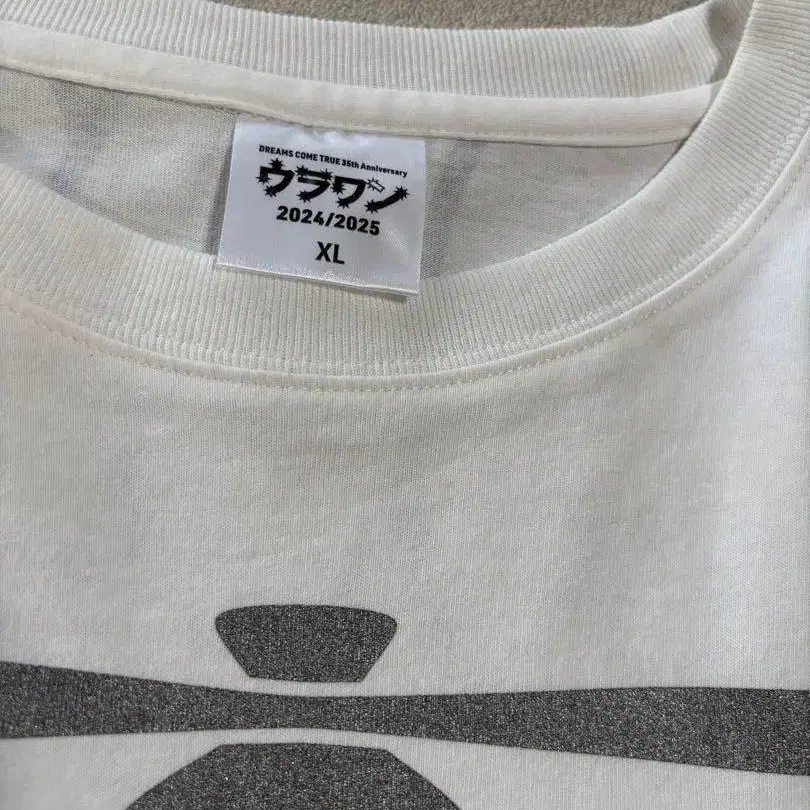 DREAMS COME TRUE 35th Anniversary
ウラワン
2024/2025
XL